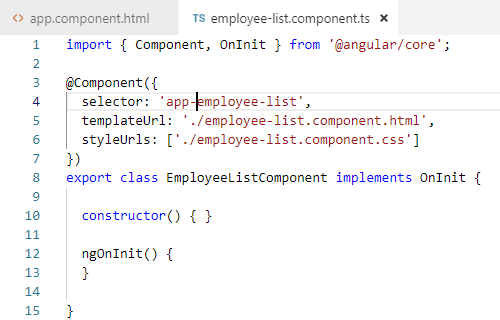 <> app.component.html
TS employee-list.component.ts ×
1 import { Component, OnInit } from '@angular/core';
2
3 @Component({
4   selector: 'app-employee-list',
5   templateUrl: './employee-list.component.html',
6   styleUrls: ['./employee-list.component.css']
7 })
8 export class EmployeeListComponent implements OnInit {
9
10   constructor() { }
11
12   ngOnInit() {
13   }
14
15 }